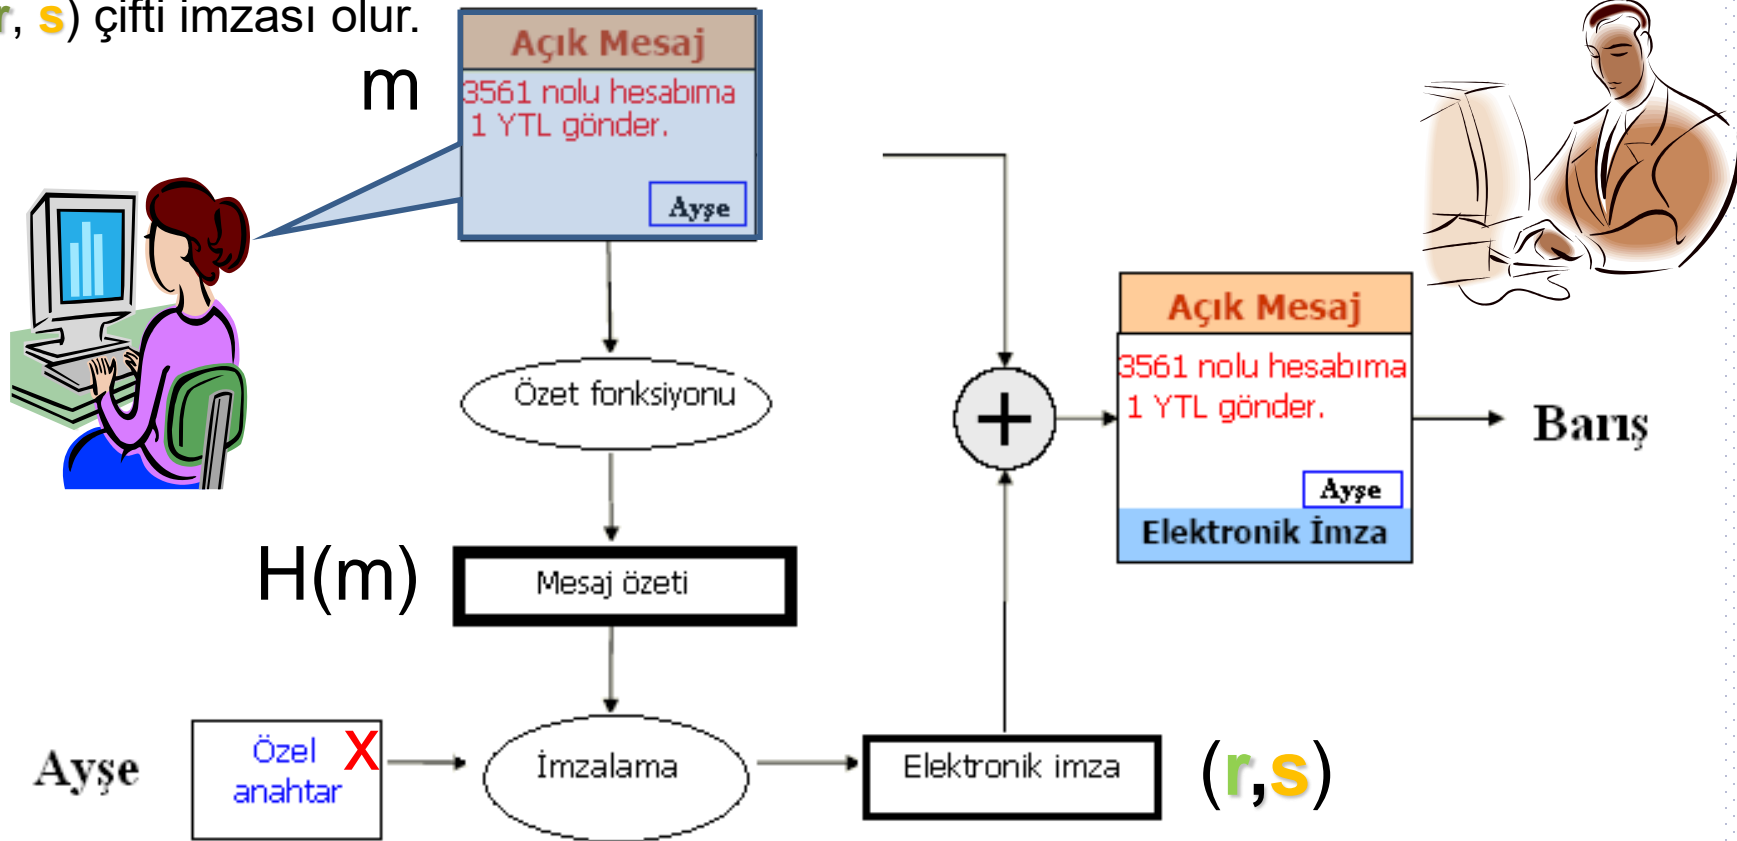 r, s) çifti imzası olur.
m
Açık Mesaj
3561 nolu hesabıma
1 YTL gönder.
Ayşe
Özet fonksiyonu
H(m)
Mesaj özeti
Ayşe
Özel
anahtar
x
İmzalama
Elektronik imza
(r,s)
+
Açık Mesaj
3561 nolu hesabıma
1 YTL gönder.
Ayşe
Elektronik İmza
Barış